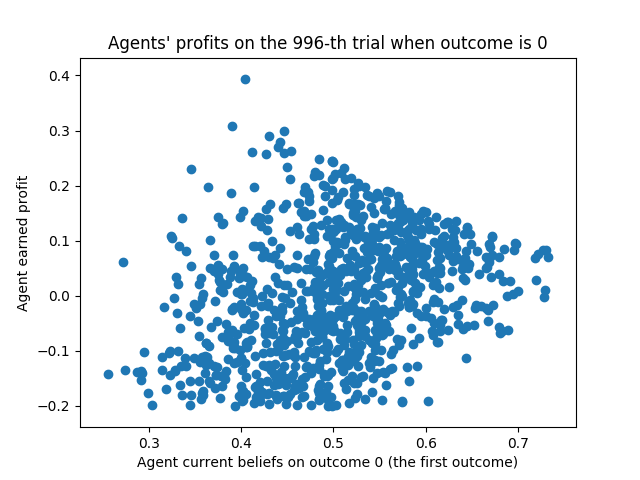 Agents' profits on the 996-th trial when outcome is 0
0.4
0.3
0.2
0.1
0.0
−0.1
−0.2
Agent earned profit
0.3 0.4 0.5 0.6 0.7
Agent current beliefs on outcome 0 (the first outcome)